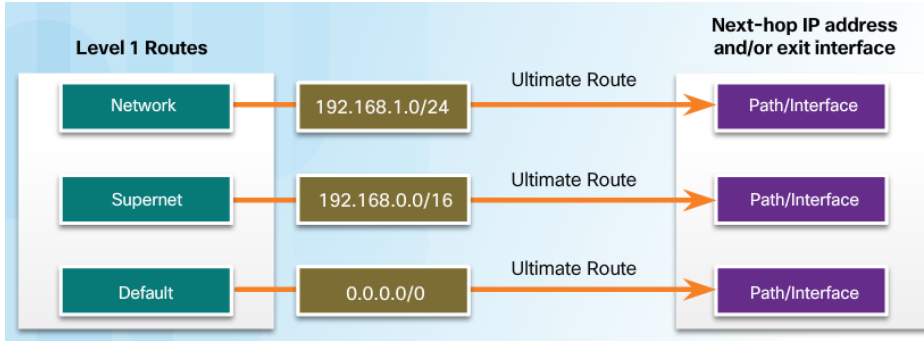 Level 1 Routes
Next-hop IP address
and/or exit interface
Network
192.168.1.0/24
Ultimate Route
Path/Interface
Supernet
192.168.0.0/16
Ultimate Route
Path/Interface
Default
0.0.0.0/0
Ultimate Route
Path/Interface